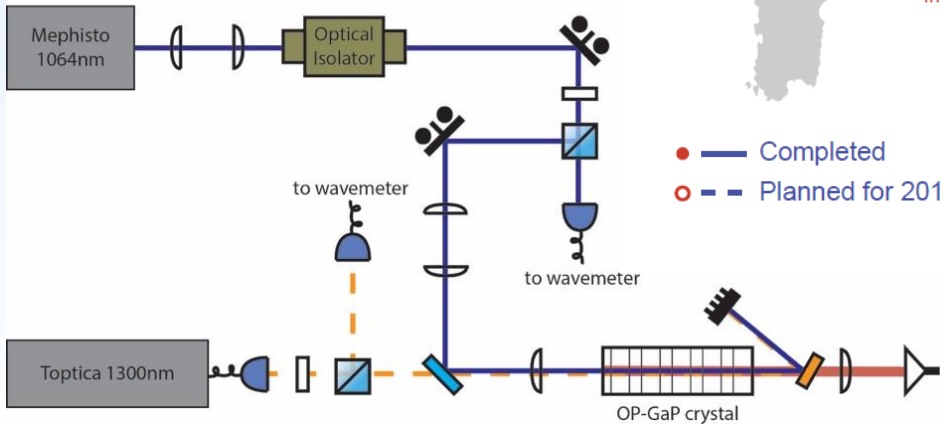 Mephisto
1064nm
Optical
Isolator
Completed
Planned for 201
to wavemeter
to wavemeter
Toptica 1300nm
OP-GaP crystal